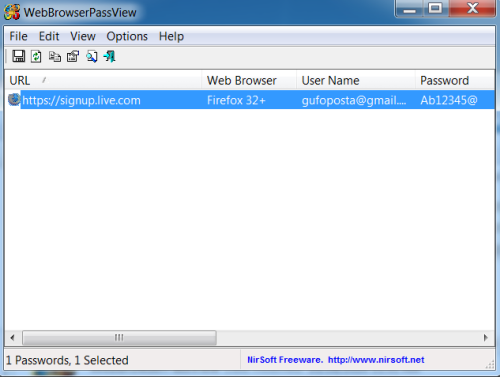 WebBrowserPassView
File Edit View Options Help
URL Web Browser User Name Password
https://signup.live.com Firefox 32+ gufoposta@gmail.... Ab12345@
1 Passwords, 1 Selected NirSoft Freeware. http://www.nirsoft.net